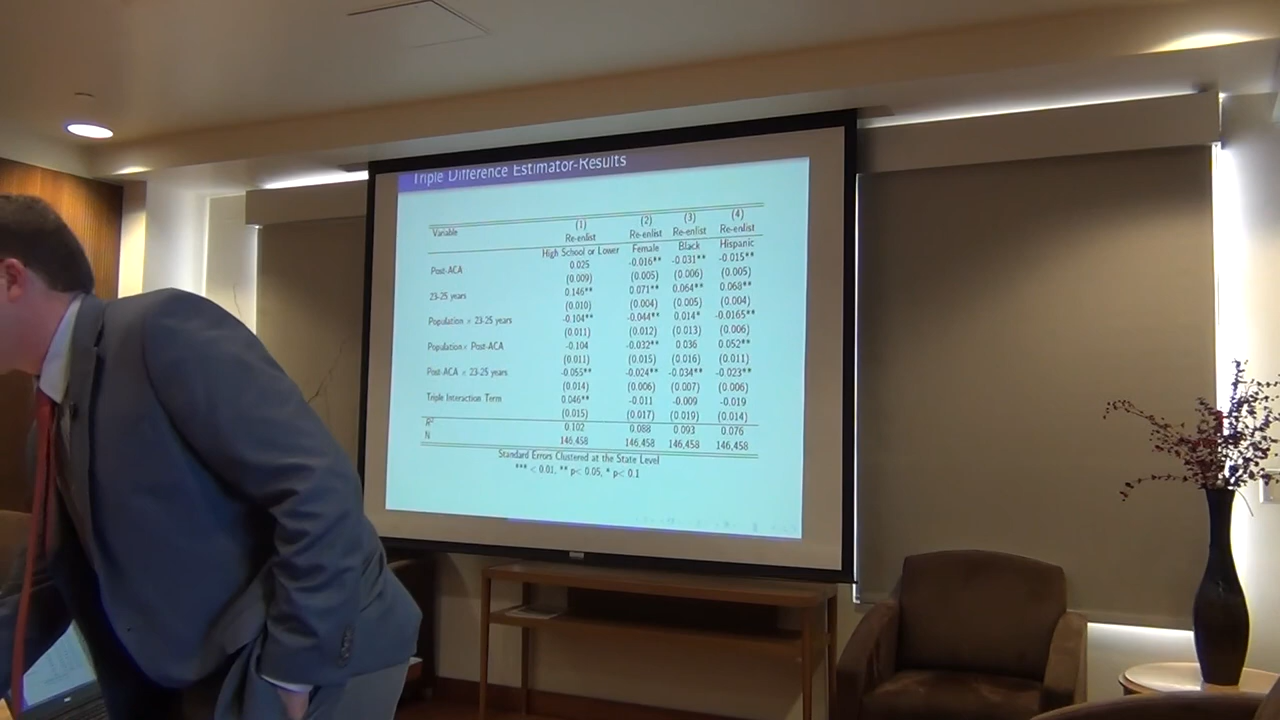 Triple Difference Estimator-Results
Variable (1) (2) (3) (4)
Re-enlist Re-enlist Re-enlist Re-enlist
High School or Lower Female Black Hispanic
Post-ACA 0.025 -0.016** -0.031** -0.015**
(0.009) (0.005) (0.006) (0.005)
23-25 years 0.146** 0.071** 0.064** 0.068**
(0.010) (0.004) (0.005) (0.004)
Population × 23-25 years -0.104** -0.044** 0.014* -0.0165**
(0.011) (0.012) (0.013) (0.006)
Population× Post-ACA -0.104 -0.032** 0.036 0.052**
(0.011) (0.015) (0.016) (0.011)
Post-ACA × 23-25 years -0.055** -0.024** -0.034** -0.023**
(0.014) (0.006) (0.007) (0.006)
Triple Interaction Term 0.046** -0.011 -0.009 -0.019
(0.015) (0.017) (0.019) (0.014)
R² 0.102 0.088 0.093 0.076
N 146,458 146,458 146,458 146,458
Standard Errors Clustered at the State Level
*** < 0.01, ** p< 0.05, * p< 0.1